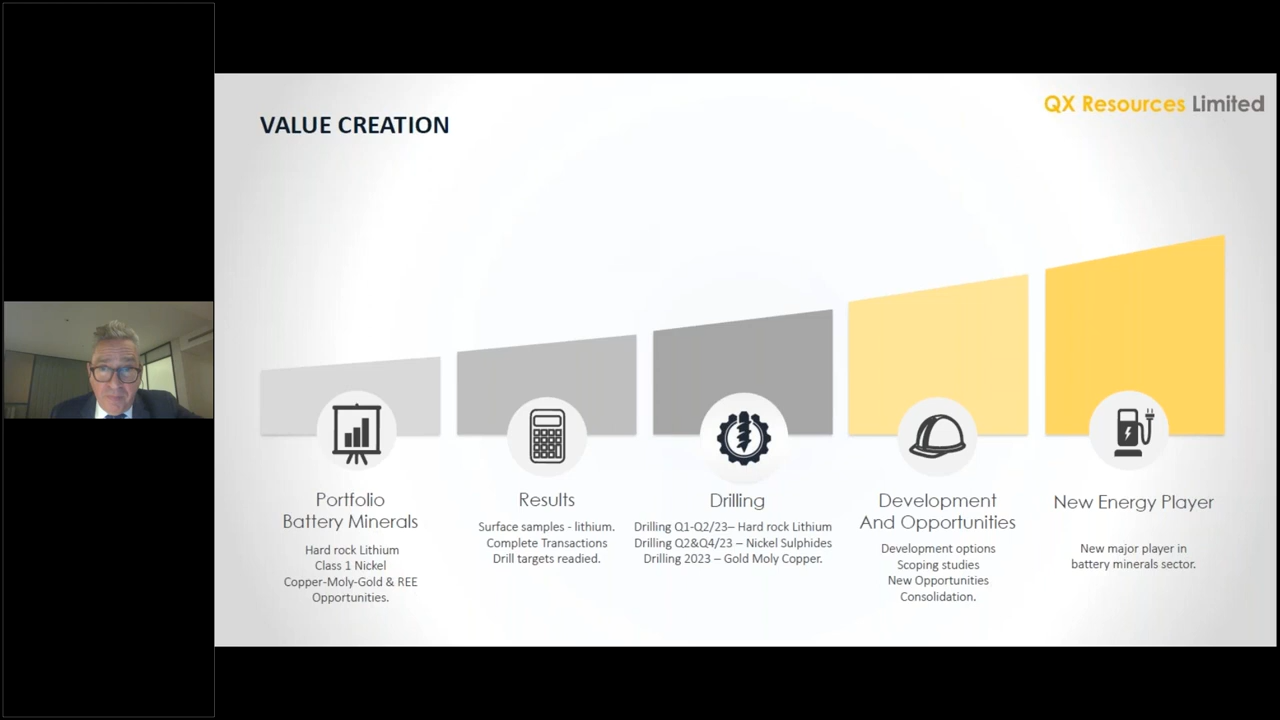 QX Resources Limited
VALUE CREATION
Portfolio
Battery Minerals
Hard rock Lithium
Class 1 Nickel
Copper-Moly-Gold & REE
Opportunities.
Results
Surface samples - lithium.
Complete Transactions
Drill targets readied.
Drilling
Drilling Q1-Q2/23– Hard rock Lithium
Drilling Q2&Q4/23 – Nickel Sulphides
Drilling 2023 – Gold Moly Copper.
Development
And Opportunities
Development options
Scoping studies
New Opportunities
Consolidation.
New Energy Player
New major player in
battery minerals sector.